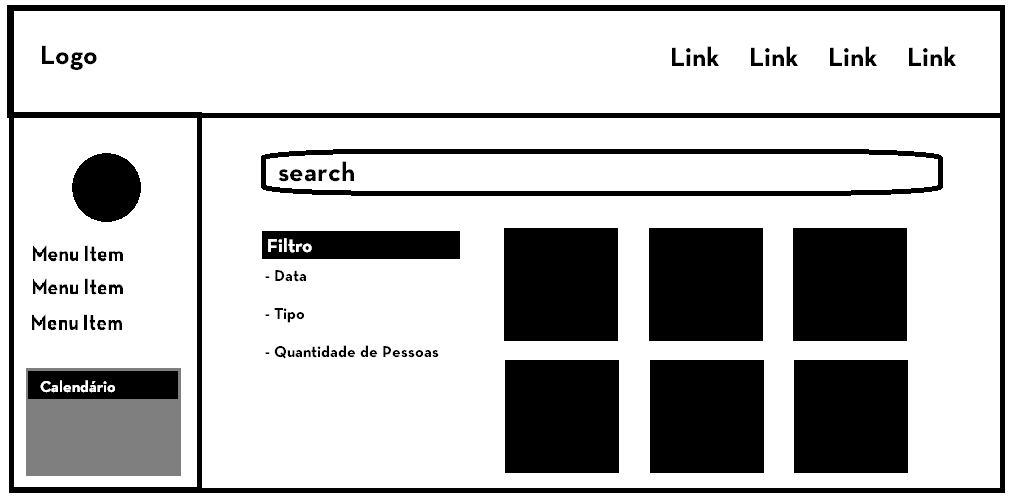 Logo
Link Link Link Link
search
Menu Item
Menu Item
Menu Item
Calendário
Filtro
- Data
- Tipo
- Quantidade de Pessoas